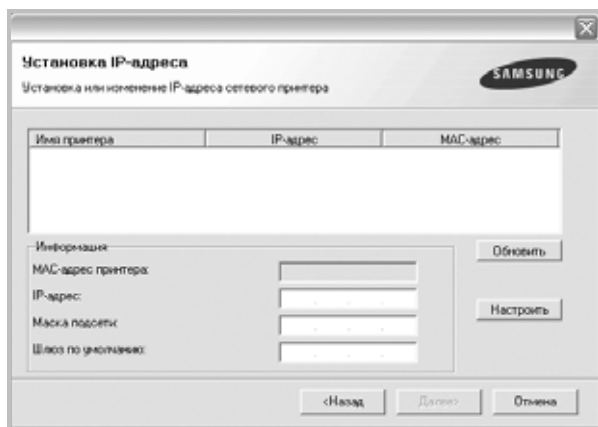 Установка IP-адреса
Установка или изменение IP-адреса сетевого принтера
SAMSUNG
Имя принтера IP-адрес MAC-адрес
Информация
MAC-адрес принтера:
IP-адрес:
Маска подсети:
Шлюз по умолчанию:
Обновить
Настроить
<Назад Далее> Отмена